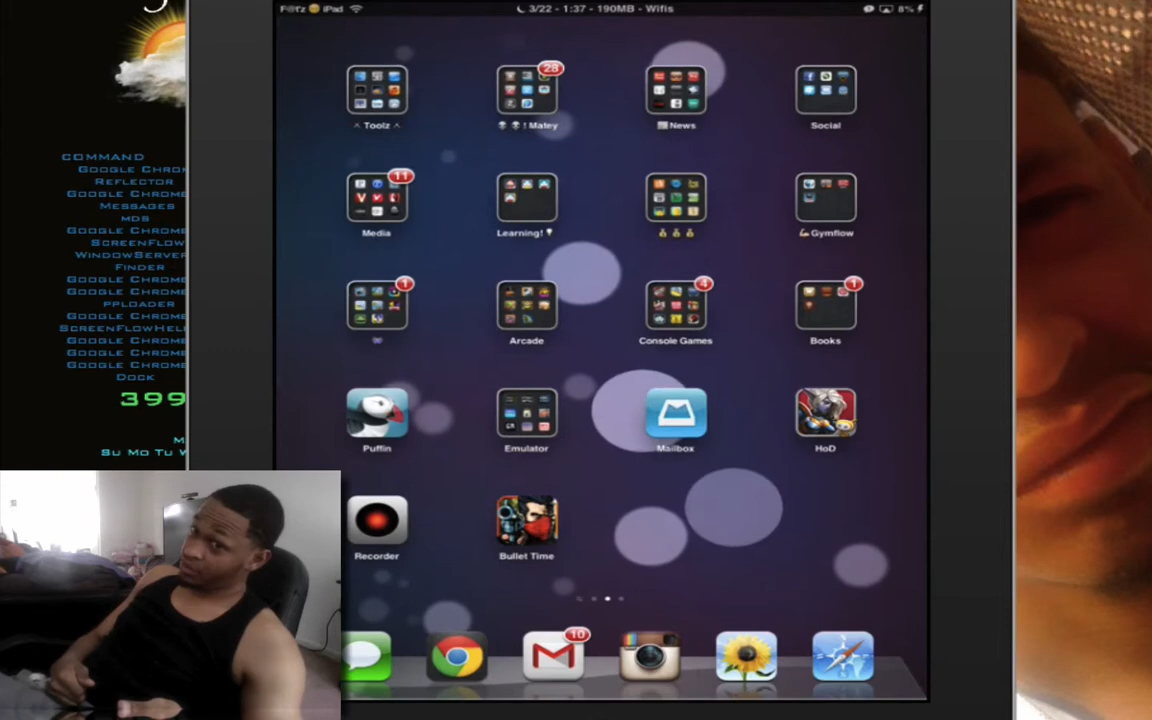 F@rz iPad 3/22 - 1:37 - 190MB - Wifis 8%
^ Toolz ^
28
! Matey
News
Social
11
Media
Learning!
Gymflow
1
4
1
Arcade
Console Games
Books
Puffin
Emulator
Mailbox
HoD
Recorder
Bullet Time
10
COMMAND
GOOGLE CHRO
REFLECTOR
GOOGLE CHROME
MESSAGES
MDS
GOOGLE CHROME
SCREENFLOW
WINDOWSERVER
FINDER
GOOGLE CHROME
GOOGLE CHROME
PPLOADER
GOOGLE CHROME
SCREENFLOWHEL
GOOGLE CHROME
GOOGLE CHROME
GOOGLE CHROME
DOCK
399
M
SU MO TU W